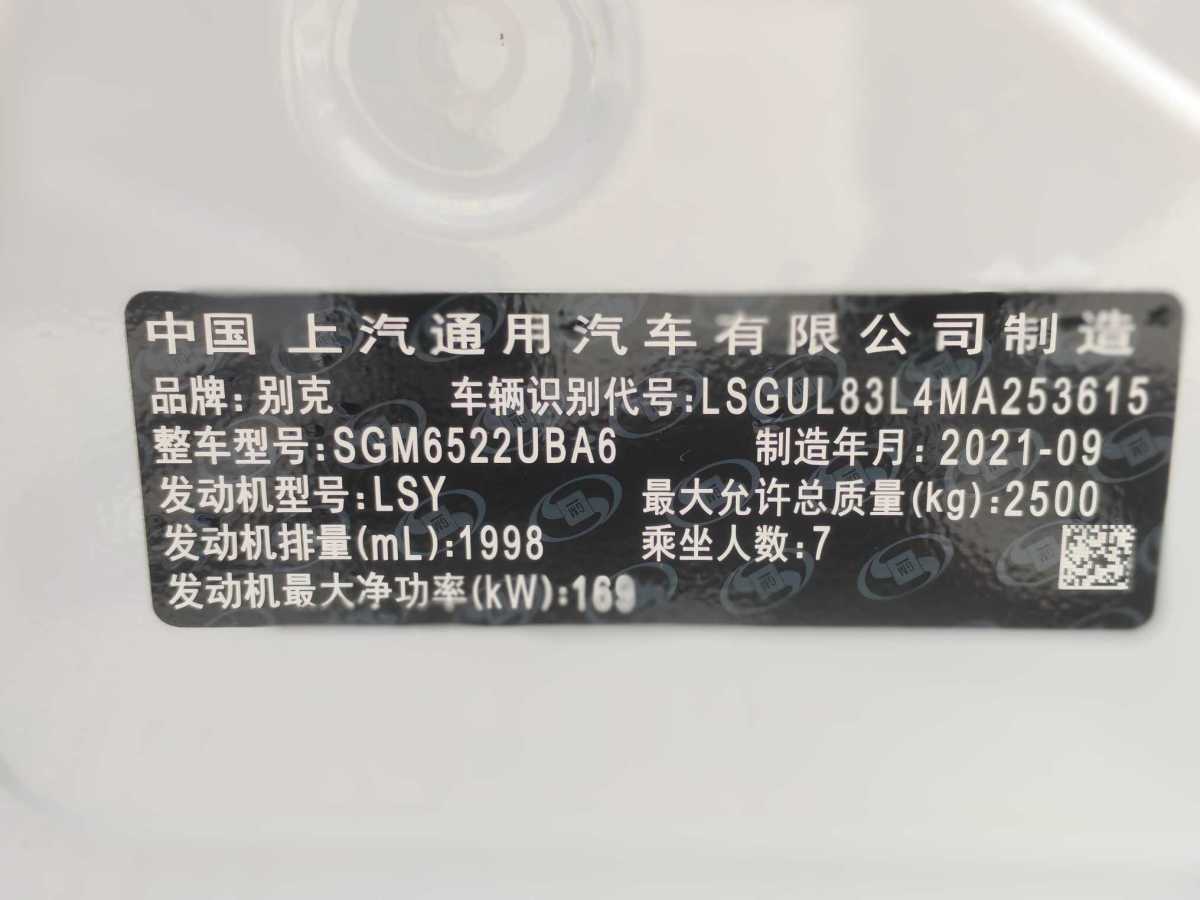 中国 上汽通用汽车有限公司制造
品牌: 别克 车辆识别代号:LSGUL83L4MA253615
整车型号:SGM6522UBA6 制造年月: 2021-09
发动机型号:LSY 最大允许总质量(kg):2500
发动机排量(mL):1998 乘坐人数:7
发动机最大净功率(kW):169